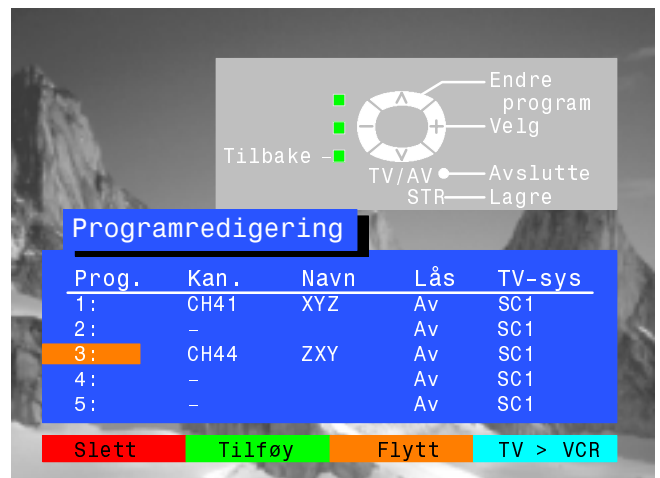 Endre
program
Velg
Tilbake
TV/AV
Avslutte
STR
Lagre
Programredigering
Prog. Kan. Navn Lås TV-sys
1: CH41 XYZ Av SC1
2: – Av SC1
3: CH44 ZXY Av SC1
4: – Av SC1
5: – Av SC1
Slett Tilføy Flytt TV > VCR